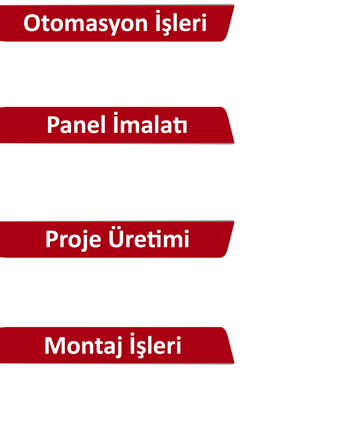 Otomasyon İşleri
Panel İmalatı
Proje Üretimi
Montaj İşleri